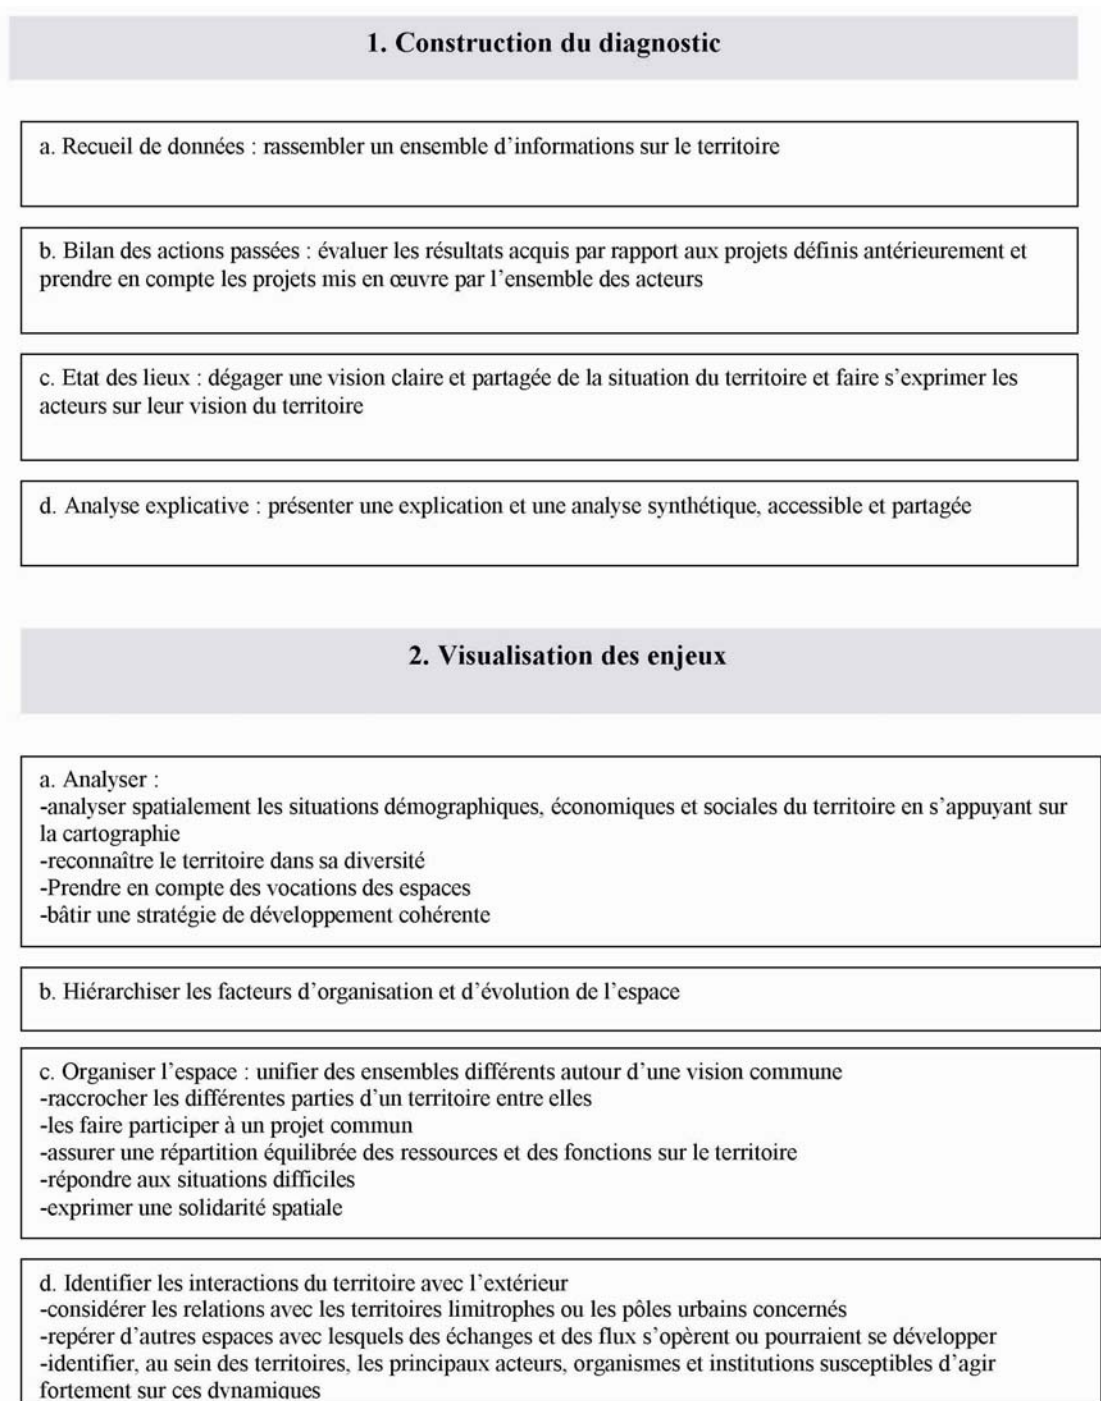 1. Construction du diagnostic
a. Recueil de données : rassembler un ensemble d'informations sur le territoire
b. Bilan des actions passées : évaluer les résultats acquis par rapport aux projets définis antérieurement et
prendre en compte les projets mis en œuvre par l'ensemble des acteurs
c. Etat des lieux : dégager une vision claire et partagée de la situation du territoire et faire s'exprimer les
acteurs sur leur vision du territoire
d. Analyse explicative : présenter une explication et une analyse synthétique, accessible et partagée
2. Visualisation des enjeux
a. Analyser :
-analyser spatialement les situations démographiques, économiques et sociales du territoire en s'appuyant sur
la cartographie
-reconnaître le territoire dans sa diversité
-Prendre en compte des vocations des espaces
-bâtir une stratégie de développement cohérente
b. Hiérarchiser les facteurs d'organisation et d'évolution de l'espace
c. Organiser l'espace : unifier des ensembles différents autour d'une vision commune
-raccrocher les différentes parties d'un territoire entre elles
-les faire participer à un projet commun
-assurer une répartition équilibrée des ressources et des fonctions sur le territoire
-répondre aux situations difficiles
-exprimer une solidarité spatiale
d. Identifier les interactions du territoire avec l'extérieur
-considérer les relations avec les territoires limitrophes ou les pôles urbains concernés
-repérer d'autres espaces avec lesquels des échanges et des flux s'opèrent ou pourraient se développer
-identifier, au sein des territoires, les principaux acteurs, organismes et institutions susceptibles d'agir
fortement sur ces dynamiques